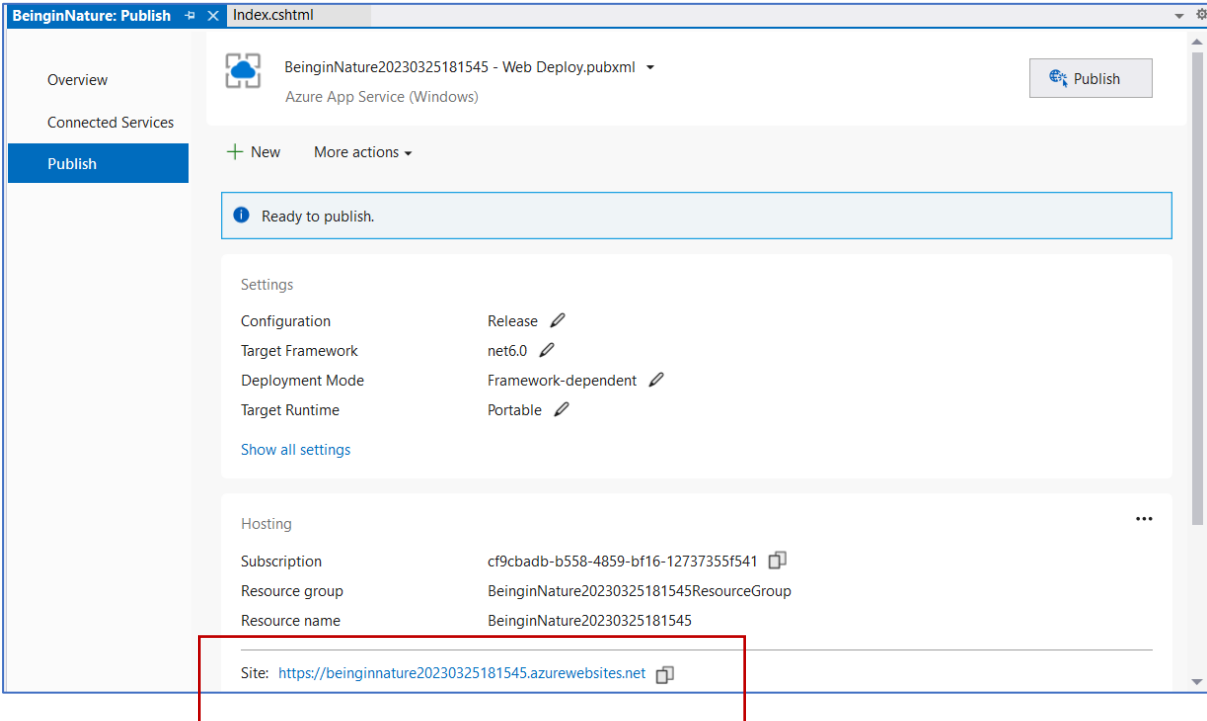 BeinginNature: Publish Index.cshtml
Overview
Connected Services
Publish
BeinginNature20230325181545 - Web Deploy.pubxml
Azure App Service (Windows)
Publish
New More actions
Ready to publish.
Settings
Configuration Release
Target Framework net6.0
Deployment Mode Framework-dependent
Target Runtime Portable
Show all settings
Hosting
Subscription cf9cbadb-b558-4859-bf16-12737355f541
Resource group BeinginNature20230325181545ResourceGroup
Resource name BeinginNature20230325181545
Site: https://beinginnature20230325181545.azurewebsites.net